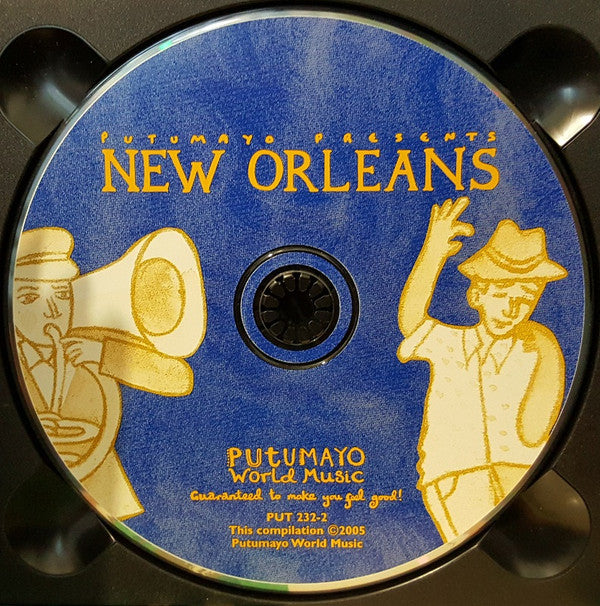 PUTUMAYO PRESENTS
NEW ORLEANS
PUTUMAYO
World Music
Guaranteed to make you feel good!
PUT 232-2
This compilation ©2005
Putumayo World Music